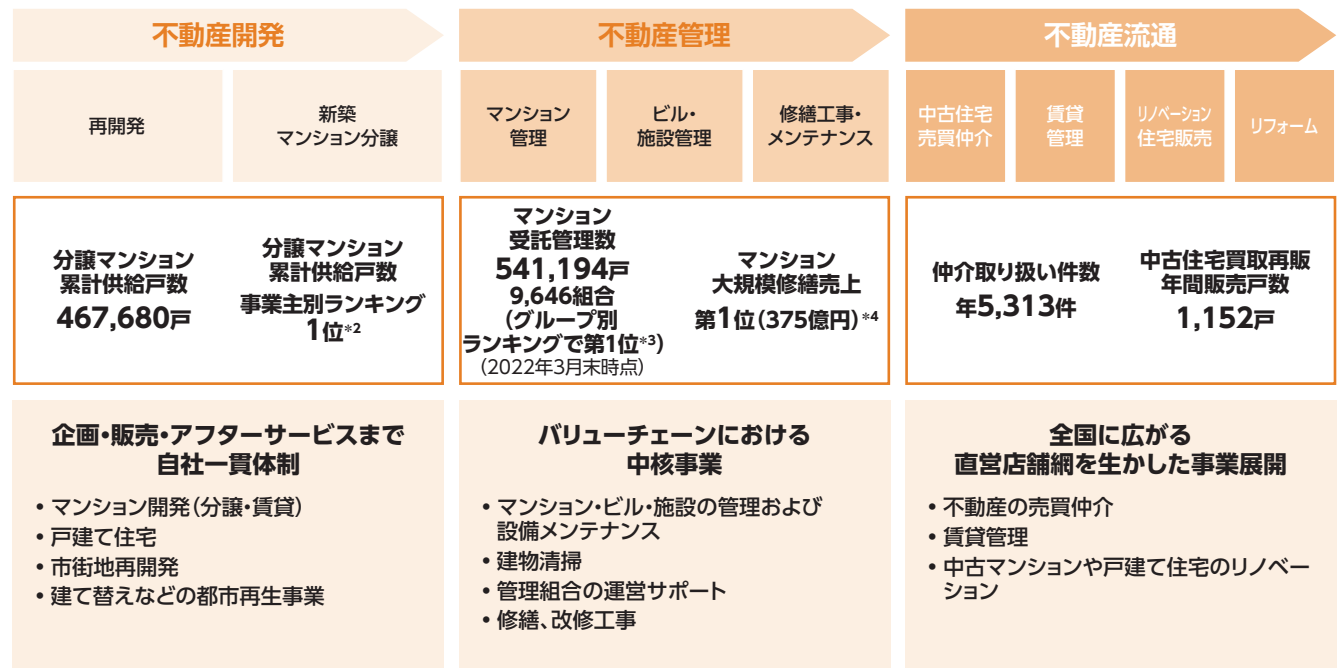 不動産開発
不動産管理
不動産流通
再開発
新築
マンション分譲
マンション
管理
ビル・
施設管理
修繕工事・
メンテナンス
中古住宅
売買仲介
賃貸
管理
リノベーション
住宅販売
リフォーム
分譲マンション
累計供給戸数
467,680戸
分譲マンション
累計供給戸数
事業主別ランキング
1位*2
マンション
受託管理数
541,194戸
9,646組合
(グループ別
ランキングで第1位*3)
(2022年3月末時点)
マンション
大規模修繕売上
第1位(375億円)*4
仲介取り扱い件数
年5,313件
中古住宅買取再販
年間販売戸数
1,152戸
企画・販売・アフターサービスまで
自社一貫体制
• マンション開発(分譲・賃貸)
• 戸建て住宅
• 市街地再開発
• 建て替えなどの都市再生事業
バリューチェーンにおける
中核事業
• マンション・ビル・施設の管理および
設備メンテナンス
• 建物清掃
• 管理組合の運営サポート
• 修繕、改修工事
全国に広がる
直営店舗網を生かした事業展開
• 不動産の売買仲介
• 賃貸管理
• 中古マンションや戸建て住宅のリノベー
ション